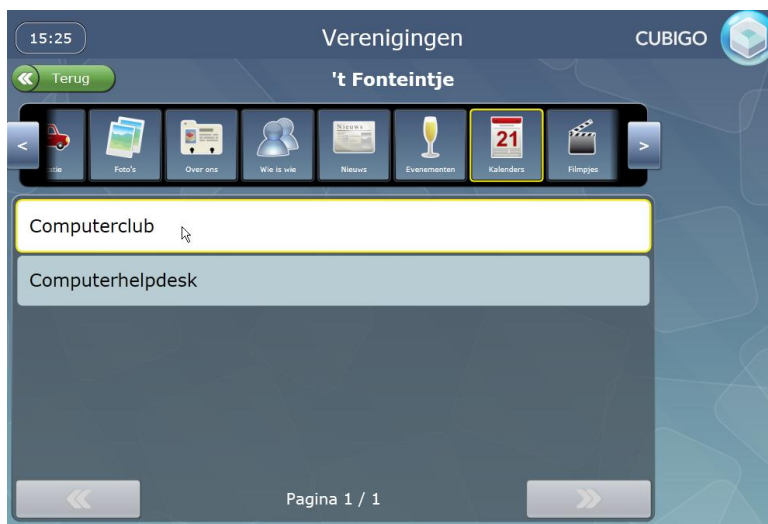 15:25
Verenigingen
CUBIGO
Terug
't Fonteintje
<
tie
Foto's
Over ons
Wie is wie
Nieuws
Evenementen
21
Kalenders
Filmpjes
>
Computerclub
Computerhelpdesk
Pagina 1 / 1